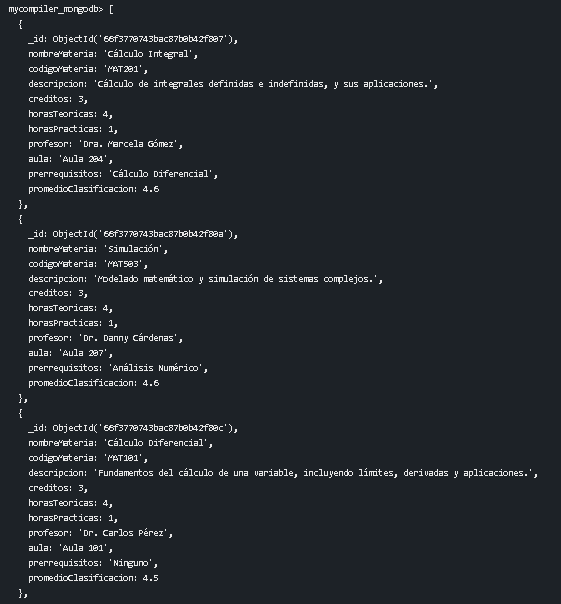 mycompiler_mongodb> [
  {
    _id: ObjectId('66f3770743bac87b0b42f807'),
    nombreMateria: 'Cálculo Integral',
    codigoMateria: 'MAT201',
    descripcion: 'Cálculo de integrales definidas e indefinidas, y sus aplicaciones.',
    creditos: 3,
    horasTeoricas: 4,
    horasPracticas: 1,
    profesor: 'Dra. Marcela Gómez',
    aula: 'Aula 204',
    prerrequisitos: 'Cálculo Diferencial',
    promedioClasificacion: 4.6
  },
  {
    _id: ObjectId('66f3770743bac87b0b42f80a'),
    nombreMateria: 'Simulación',
    codigoMateria: 'MAT503',
    descripcion: 'Modelado matemático y simulación de sistemas complejos.',
    creditos: 3,
    horasTeoricas: 4,
    horasPracticas: 1,
    profesor: 'Dr. Danny Cárdenas',
    aula: 'Aula 207',
    prerrequisitos: 'Análisis Numérico',
    promedioClasificacion: 4.6
  },
  {
    _id: ObjectId('66f3770743bac87b0b42f80c'),
    nombreMateria: 'Cálculo Diferencial',
    codigoMateria: 'MAT101',
    descripcion: 'Fundamentos del cálculo de una variable, incluyendo límites, derivadas y aplicaciones.',
    creditos: 3,
    horasTeoricas: 4,
    horasPracticas: 1,
    profesor: 'Dr. Carlos Pérez',
    aula: 'Aula 101',
    prerrequisitos: 'Ninguno',
    promedioClasificacion: 4.5
  },